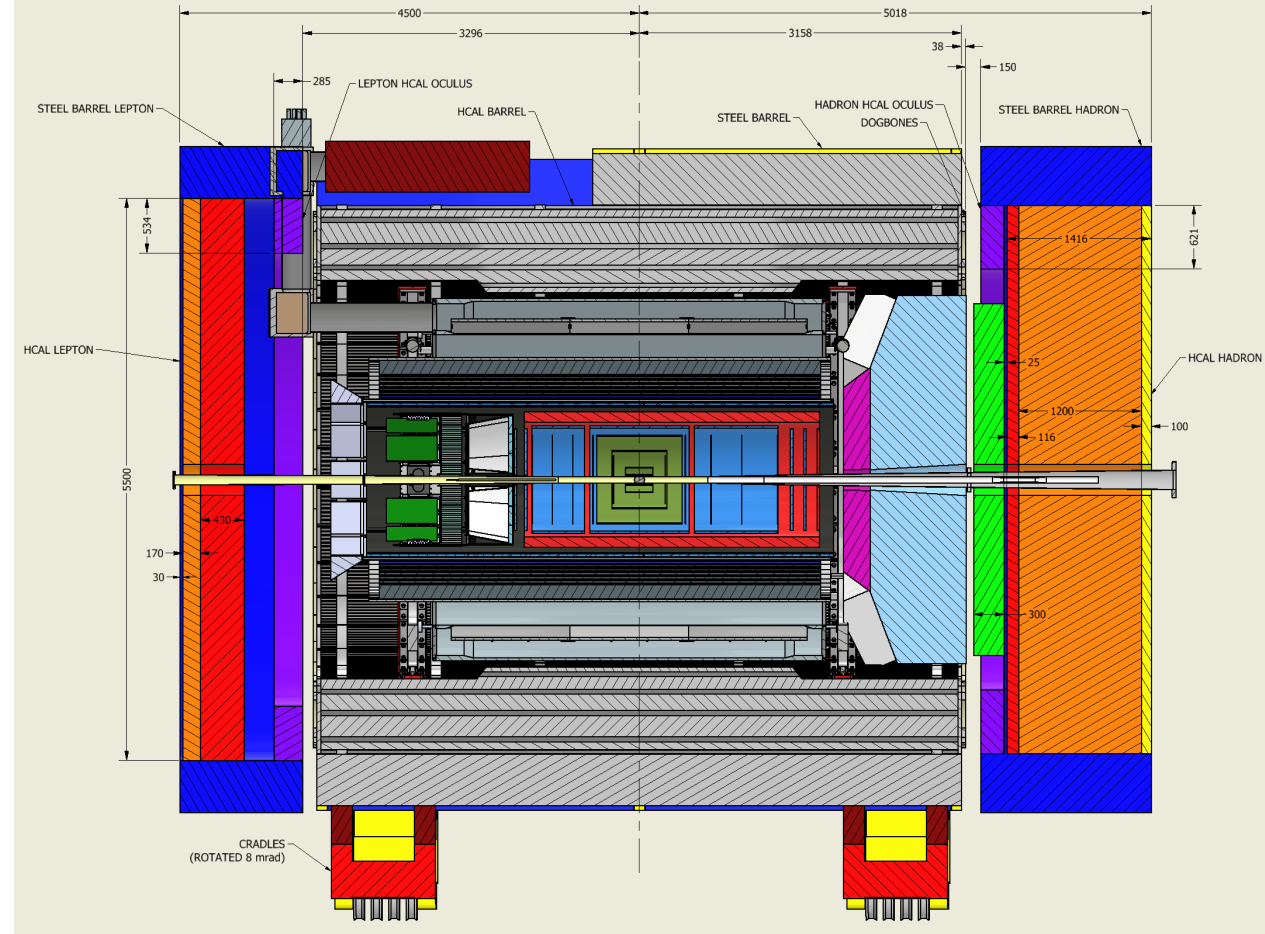 4500
5018
3296
3158
38
285
150
LEPTON HCAL OCULUS
STEEL BARREL LEPTON
HCAL BARREL
STEEL BARREL
HADRON HCAL OCULUS
DOGBONES
STEEL BARREL HADRON
534
621
1416
HCAL LEPTON
HCAL HADRON
25
1200
100
116
5500
430
170
30
300
CRADLES
(ROTATED 8 mrad)